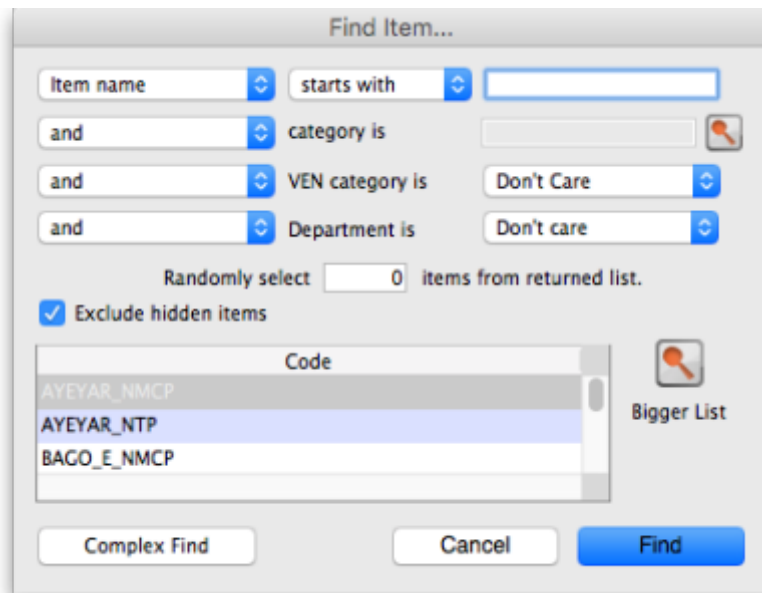 Find Item...
Item name starts with
and category is
and VEN category is Don't Care
and Department is Don't care
Randomly select 0 items from returned list.
Exclude hidden items
Code
AYEYAR_NMCP
AYEYAR_NTP
BAGO_E_NMCP
Bigger List
Complex Find Cancel Find